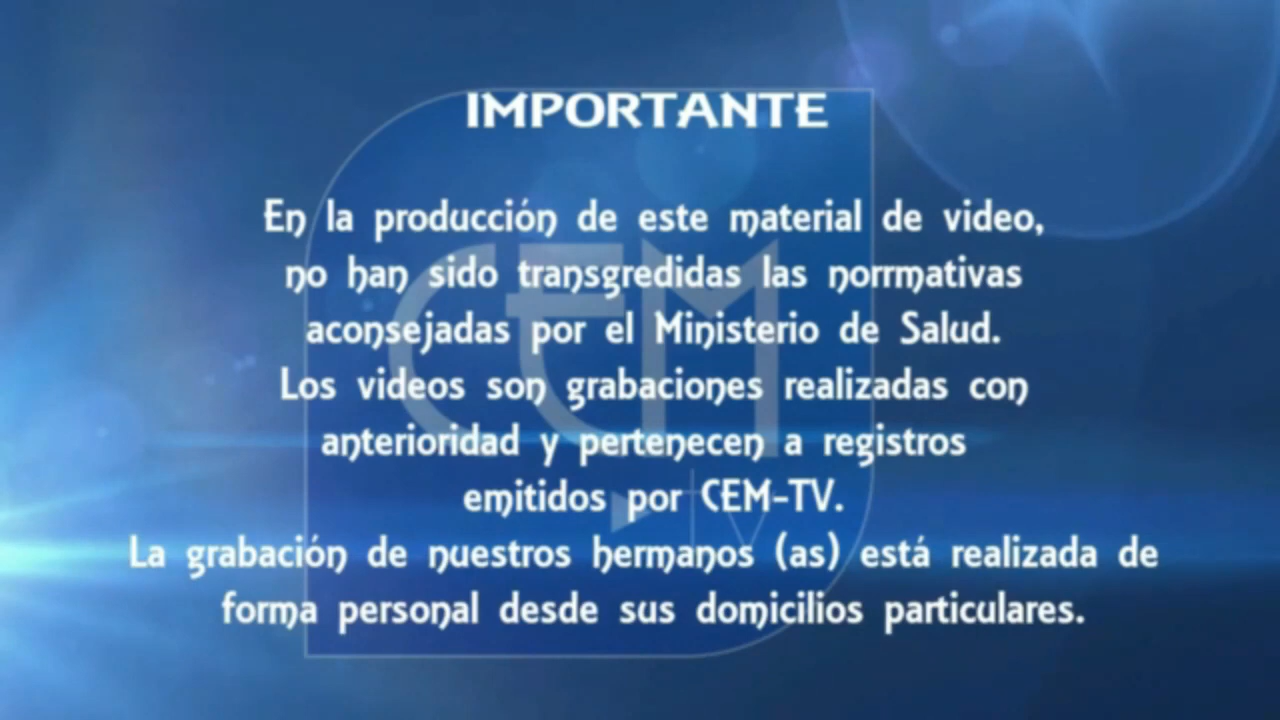 IMPORTANTE
En la producción de este material de video,
no han sido transgredidas las norrmativas
aconsejadas por el Ministerio de Salud.
Los videos son grabaciones realizadas con
anterioridad y pertenecen a registros
emitidos por CEM-TV.
La grabación de nuestros hermanos (as) está realizada de
forma personal desde sus domicilios particulares.
CEM
TV